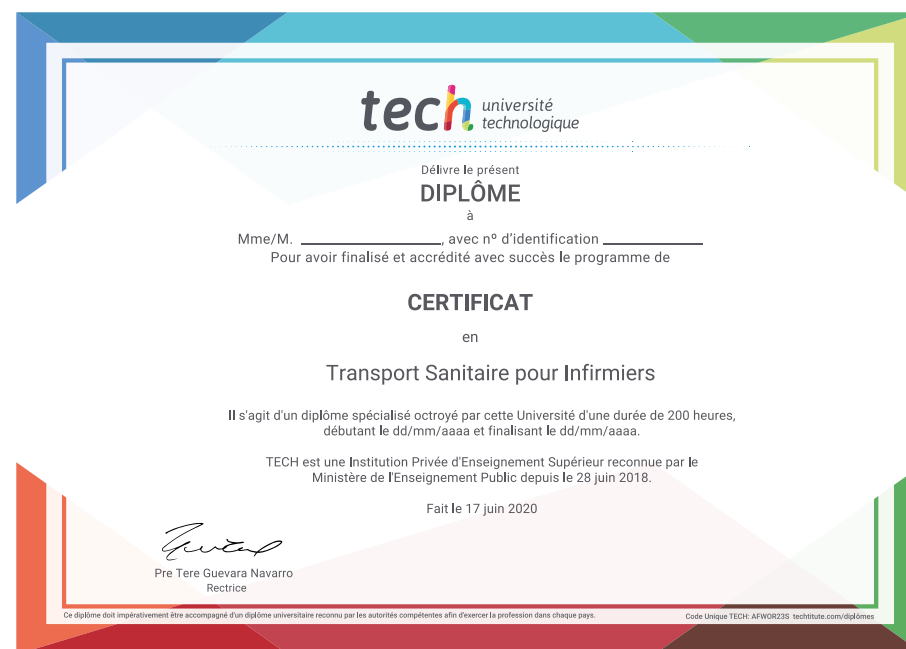 tech université
technologique
Délivre le présent
DIPLÔME
à
Mme/M. ____________________, avec nº d'identification ______________
Pour avoir finalisé et accrédité avec succès le programme de
CERTIFICAT
en
Transport Sanitaire pour Infirmiers
Il s'agit d'un diplôme spécialisé octroyé par cette Université d'une durée de 200 heures,
débutant le dd/mm/aaaa et finalisant le dd/mm/aaaa.
TECH est une Institution Privée d'Enseignement Supérieur reconnue par le
Ministère de l'Enseignement Public depuis le 28 juin 2018.
Fait le 17 juin 2020
Pre Tere Guevara Navarro
Rectrice
Ce diplôme doit impérativement être accompagné d'un diplôme universitaire reconnu par les autorités compétentes afin d'exercer la profession dans chaque pays.
Code Unique TECH: AFWOR23S techtitute.com/diplômes